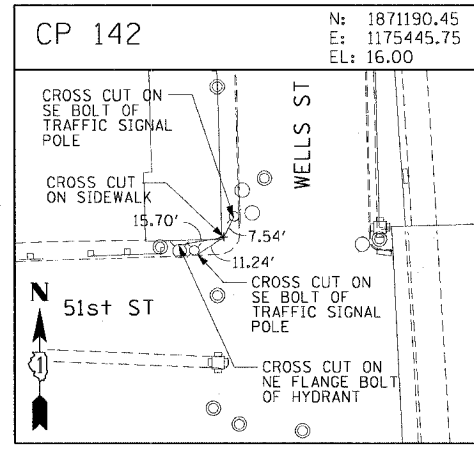 CP 142
N: 1871190.45
E: 1175445.75
EL: 16.00
CROSS CUT ON
SE BOLT OF
TRAFFIC SIGNAL
POLE
WELLS ST
CROSS CUT
ON SIDEWALK
15.70'
7.54'
11.24'
CROSS CUT ON
SE BOLT OF
TRAFFIC SIGNAL
POLE
N
51st ST
1
CROSS CUT ON
NE FLANGE BOLT
OF HYDRANT